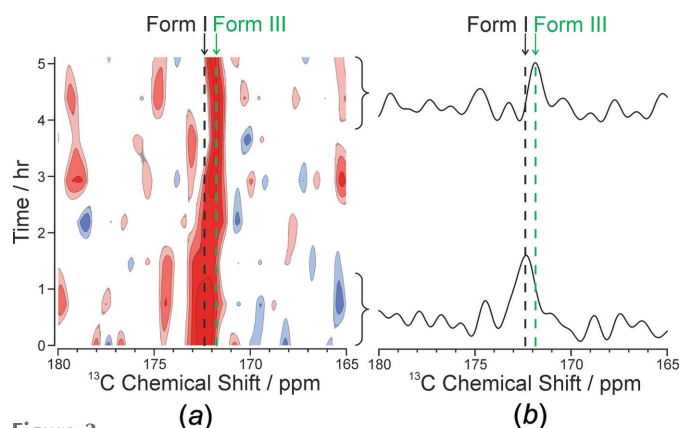 Form I Form III
Form I Form III
5
4
3
2
1
0
Time / hr
180 175 170 165
180 175 170 165
¹³C Chemical Shift / ppm
¹³C Chemical Shift / ppm
(a)
(b)